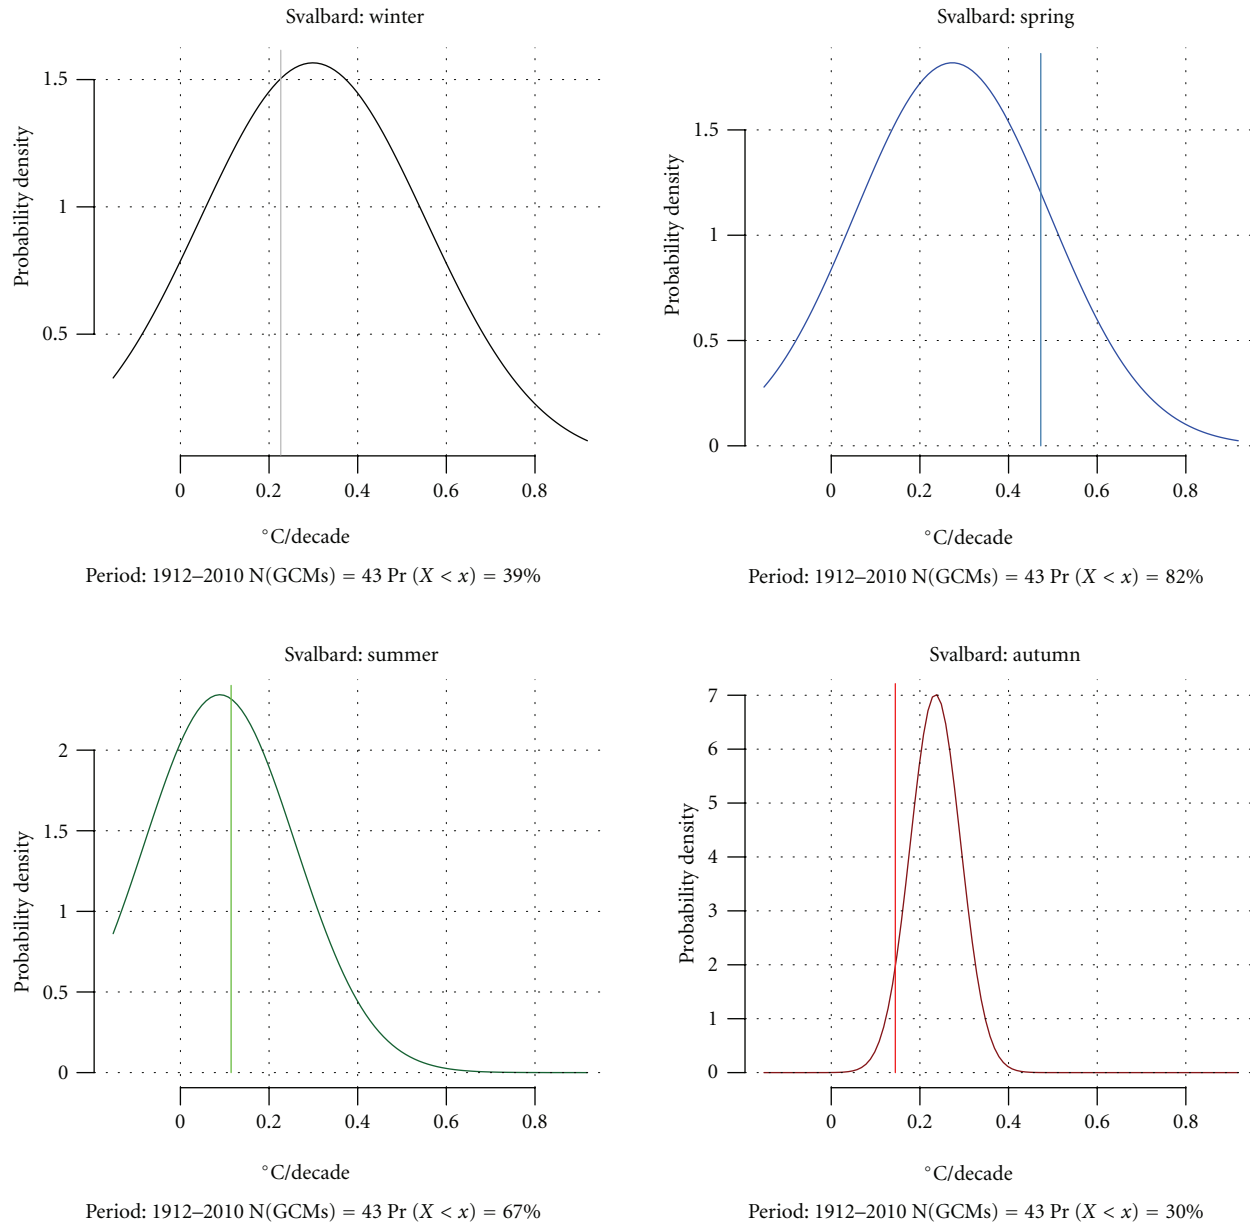 Svalbard: winter
1.5
1
0.5
Probability density
0 0.2 0.4 0.6 0.8
°C/decade
Period: 1912–2010 N(GCMs) = 43 Pr (X < x) = 39%
Svalbard: spring
1.5
1
0.5
0
Probability density
0 0.2 0.4 0.6 0.8
°C/decade
Period: 1912–2010 N(GCMs) = 43 Pr (X < x) = 82%
Svalbard: summer
2
1.5
1
0.5
0
Probability density
0 0.2 0.4 0.6 0.8
°C/decade
Period: 1912–2010 N(GCMs) = 43 Pr (X < x) = 67%
Svalbard: autumn
7
6
5
4
3
2
1
0
Probability density
0 0.2 0.4 0.6 0.8
°C/decade
Period: 1912–2010 N(GCMs) = 43 Pr (X < x) = 30%